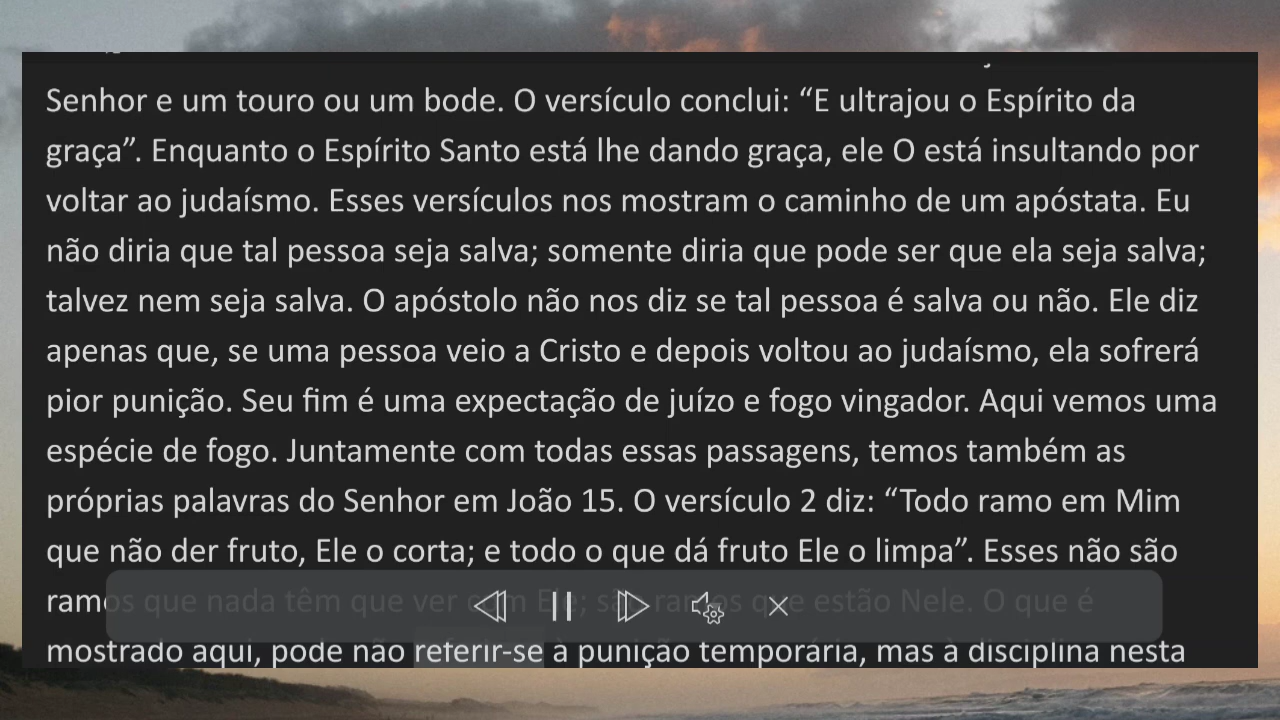 Senhor e um touro ou um bode. O versículo conclui: “E ultrajou o Espírito da
graça”. Enquanto o Espírito Santo está lhe dando graça, ele O está insultando por
voltar ao judaísmo. Esses versículos nos mostram o caminho de um apóstata. Eu
não diria que tal pessoa seja salva; somente diria que pode ser que ela seja salva;
talvez nem seja salva. O apóstolo não nos diz se tal pessoa é salva ou não. Ele diz
apenas que, se uma pessoa veio a Cristo e depois voltou ao judaísmo, ela sofrerá
pior punição. Seu fim é uma expectação de juízo e fogo vingador. Aqui vemos uma
espécie de fogo. Juntamente com todas essas passagens, temos também as
próprias palavras do Senhor em João 15. O versículo 2 diz: “Todo ramo em Mim
que não der fruto, Ele o corta; e todo o que dá fruto Ele o limpa”. Esses não são
ramos que nada têm que ver com Ele; são ramos que estão Nele. O que é
mostrado aqui, pode não referir-se à punição temporária, mas à disciplina nesta